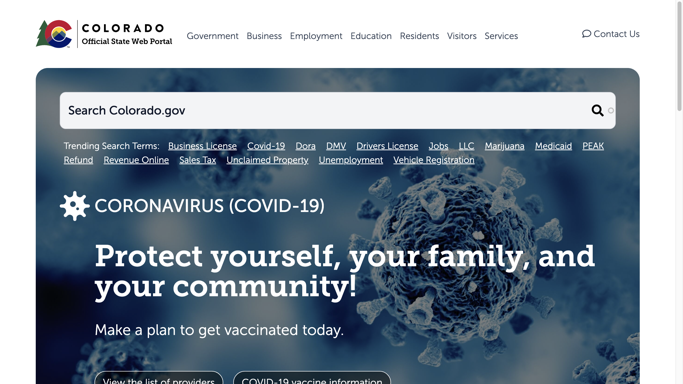 COLORADO
Official State Web Portal
Government Business Employment Education Residents Visitors Services
Contact Us
Search Colorado.gov
Trending Search Terms: Business License Covid-19 Dora DMV Drivers License Jobs LLC Marijuana Medicaid PEAK
Refund Revenue Online Sales Tax Unclaimed Property Unemployment Vehicle Registration
CORONAVIRUS (COVID-19)
Protect yourself, your family, and
your community!
Make a plan to get vaccinated today.
View the list of providers COVID-19 vaccine information